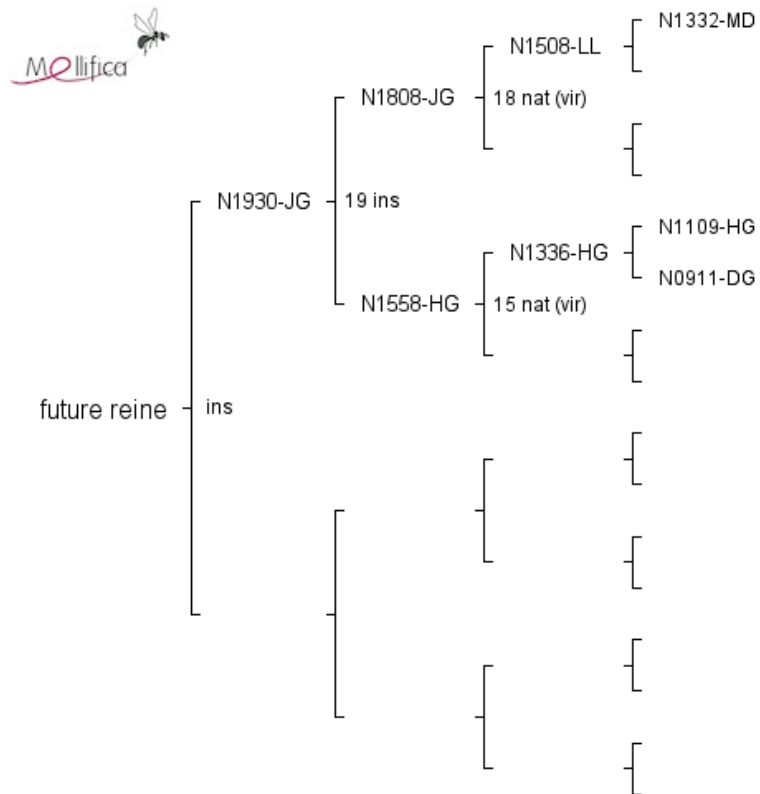 Mellifica
N1332-MD
N1508-LL
N1808-JG
18 nat (vir)
N1930-JG
19 ins
N1109-HG
N1336-HG
N0911-DG
N1558-HG
15 nat (vir)
future reine
ins